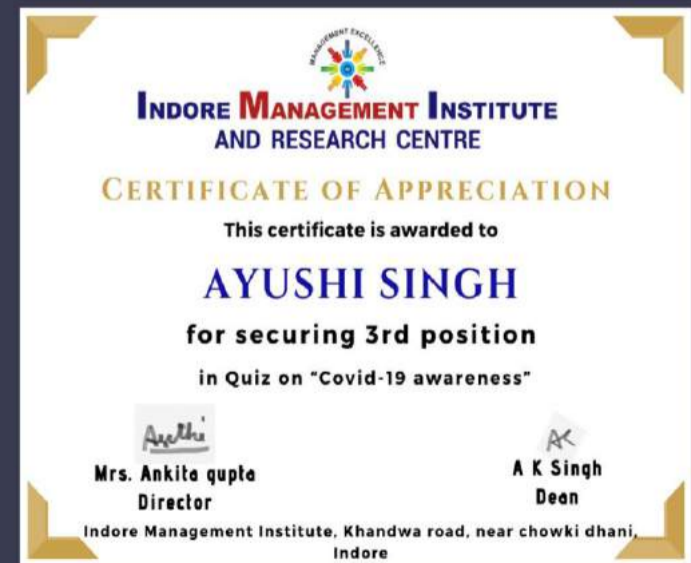 MANAGEMENT EXCELLENCE
INDORE MANAGEMENT INSTITUTE
AND RESEARCH CENTRE
CERTIFICATE OF APPRECIATION
This certificate is awarded to
AYUSHI SINGH
for securing 3rd position
in Quiz on "Covid-19 awareness"
Mrs. Ankita gupta
Director
A K Singh
Dean
Indore Management Institute, Khandwa road, near chowki dhani,
Indore